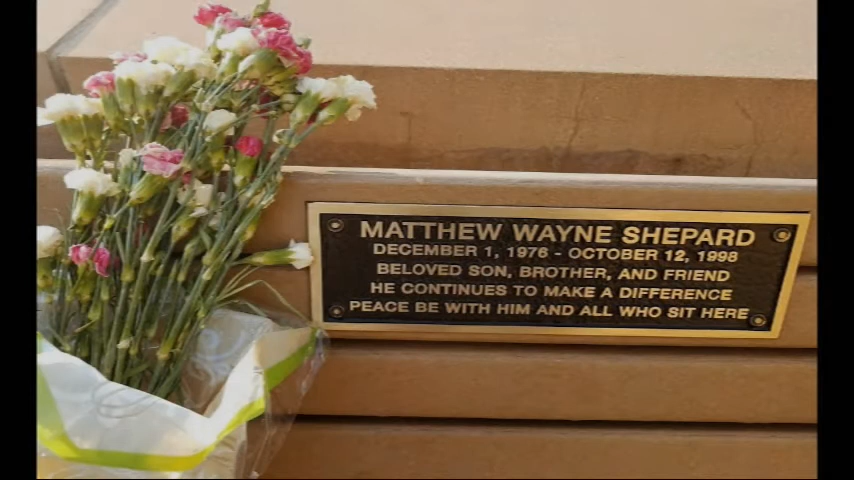 MATTHEW WAYNE SHEPARD
DECEMBER 1, 1976 - OCTOBER 12, 1998
BELOVED SON, BROTHER, AND FRIEND
HE CONTINUES TO MAKE A DIFFERENCE
PEACE BE WITH HIM AND ALL WHO SIT HERE